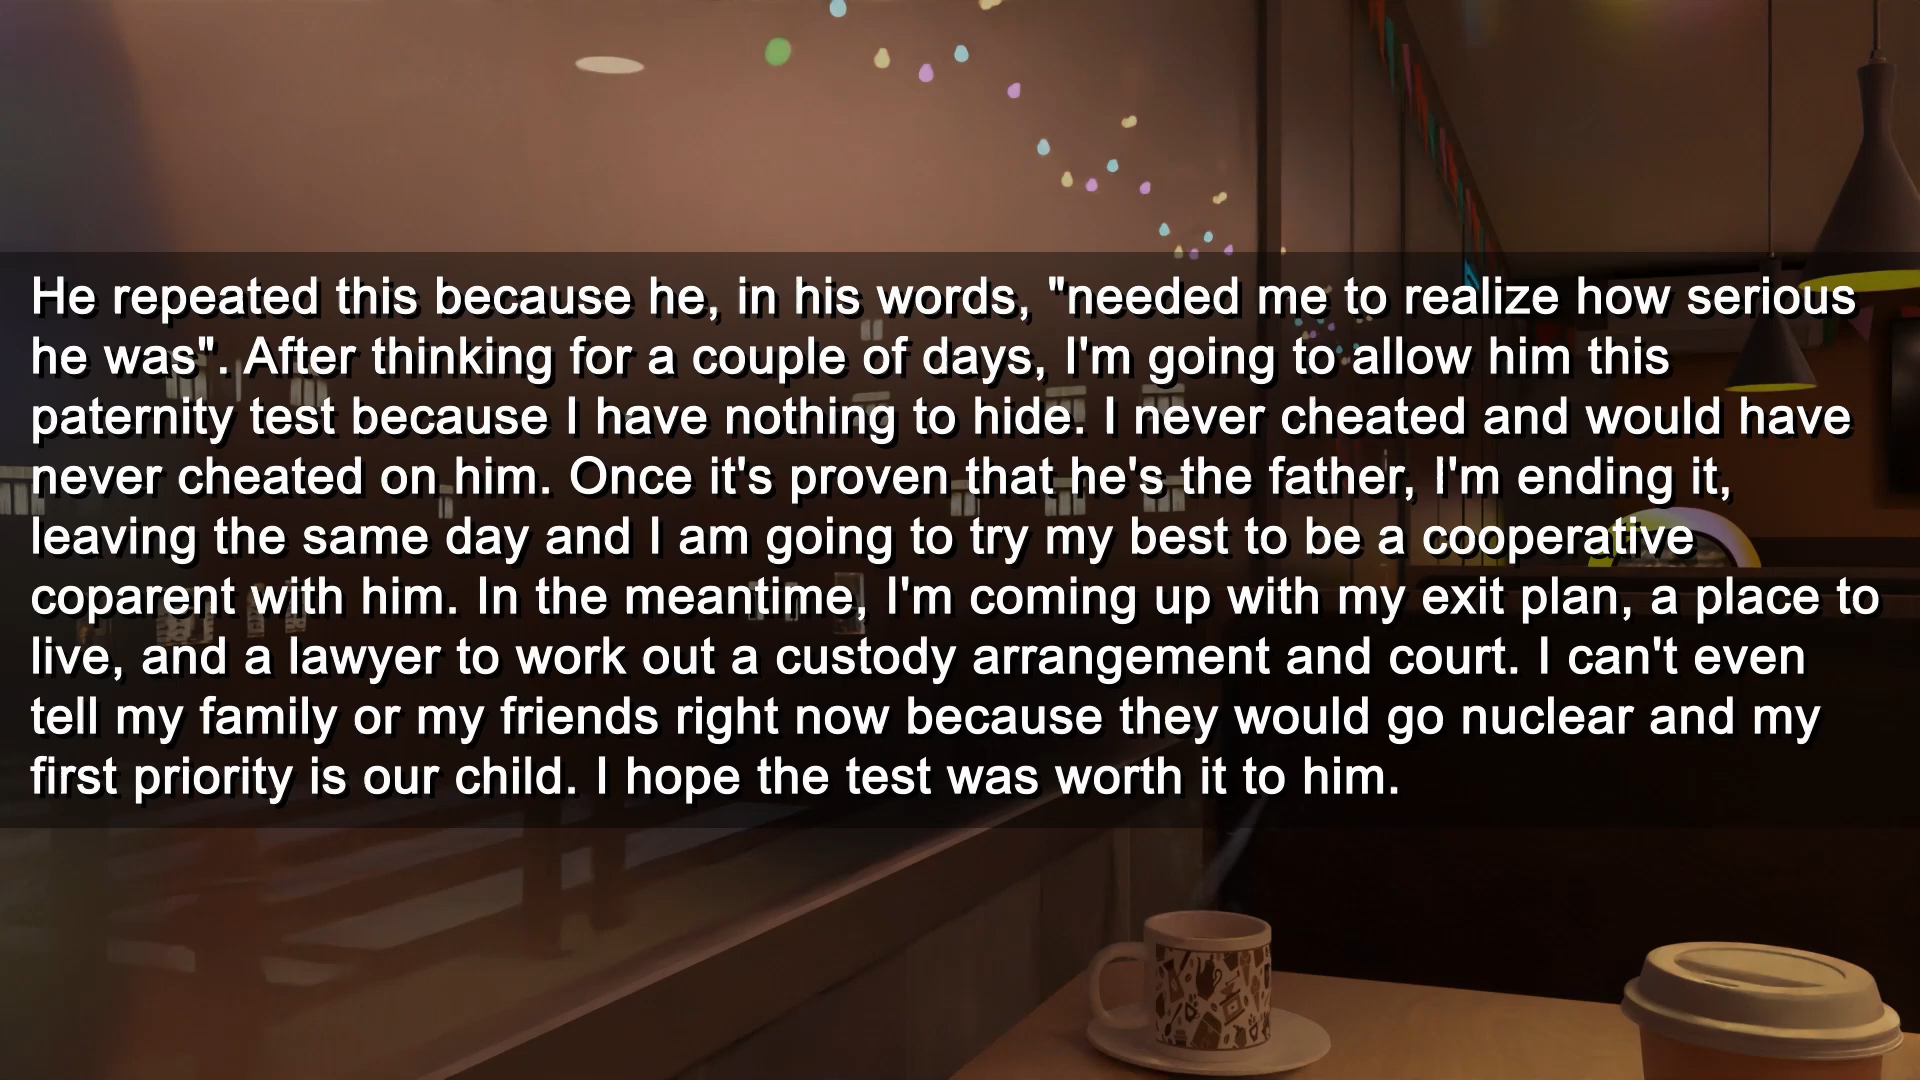 He repeated this because he, in his words, "needed me to realize how serious
he was". After thinking for a couple of days, I'm going to allow him this
paternity test because I have nothing to hide. I never cheated and would have
never cheated on him. Once it's proven that he's the father, I'm ending it,
leaving the same day and I am going to try my best to be a cooperative
coparent with him. In the meantime, I'm coming up with my exit plan, a place to
live, and a lawyer to work out a custody arrangement and court. I can't even
tell my family or my friends right now because they would go nuclear and my
first priority is our child. I hope the test was worth it to him.